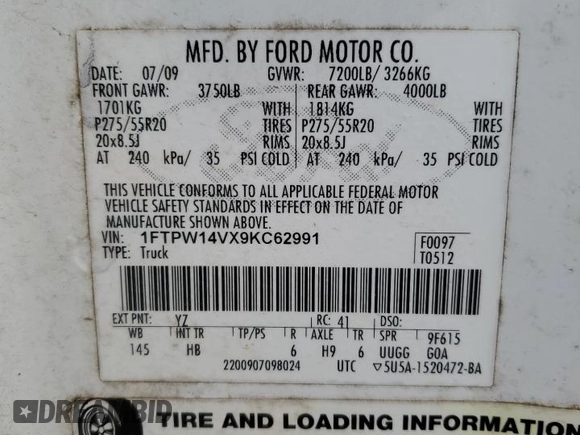 MFD. BY FORD MOTOR CO.
DATE: 07/09 GVWR: 7200LB/ 3266KG
FRONT GAWR: 3750LB REAR GAWR: 4000LB
1701KG WITH 1814KG WITH
P275/55R20 TIRES P275/55R20 TIRES
20x8.5J RIMS 20x8.5J RIMS
AT 240 kPa/ 35 PSI COLD AT 240 kPa/ 35 PSI COLD
THIS VEHICLE CONFORMS TO ALL APPLICABLE FEDERAL MOTOR
VEHICLE SAFETY STANDARDS IN EFFECT ON THE DATE OF
MANUFACTURE SHOWN ABOVE.
VIN: 1FTPW14VX9KC62991 F0097
TYPE: Truck T0512
EXT PNT: YZ RC: 41 DSO:
WB INT TR TP/PS R AXLE TR SPR 9F615
145 HB 6 H9 6 UUGG GOA
2200907098024 UTC 5U5A-1520472-BA
DREAMBID
TIRE AND LOADING INFORMATION